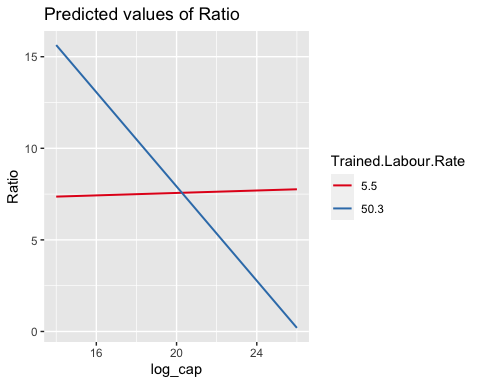 Predicted values of Ratio
15
10
5
0
Ratio
16
20
24
log_cap
Trained.Labour.Rate
5.5
50.3